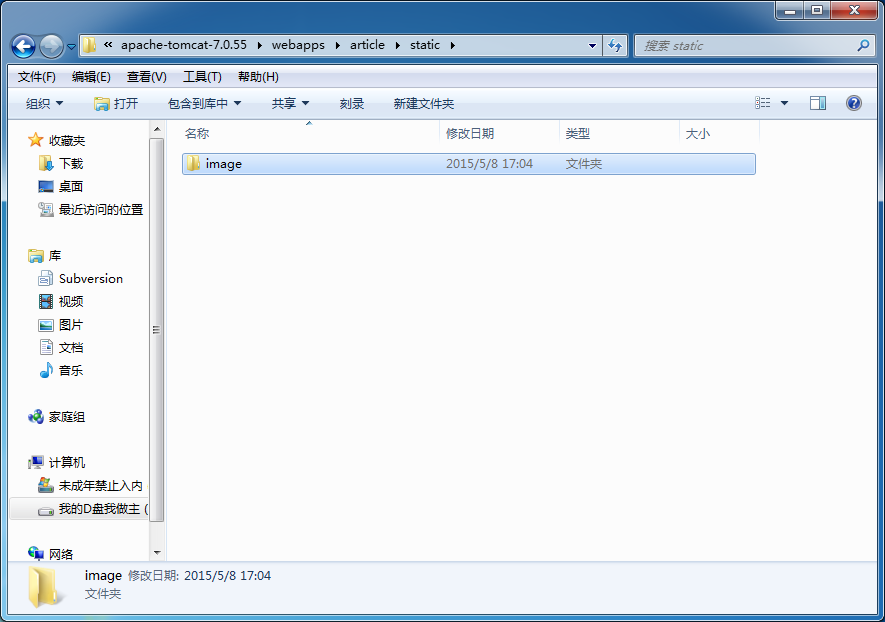 « apache-tomcat-7.0.55 ▸ webapps ▸ article ▸ static ▸
搜索 static
文件(F) 编辑(E) 查看(V) 工具(T) 帮助(H)
组织 打开 包含到库中 共享 刻录 新建文件夹
名称 修改日期 类型 大小
image 2015/5/8 17:04 文件夹
收藏夹
下载
桌面
最近访问的位置
库
Subversion
视频
图片
文档
音乐
家庭组
计算机
未成年禁止入内
我的D盘我做主 (
网络
image 修改日期: 2015/5/8 17:04
文件夹